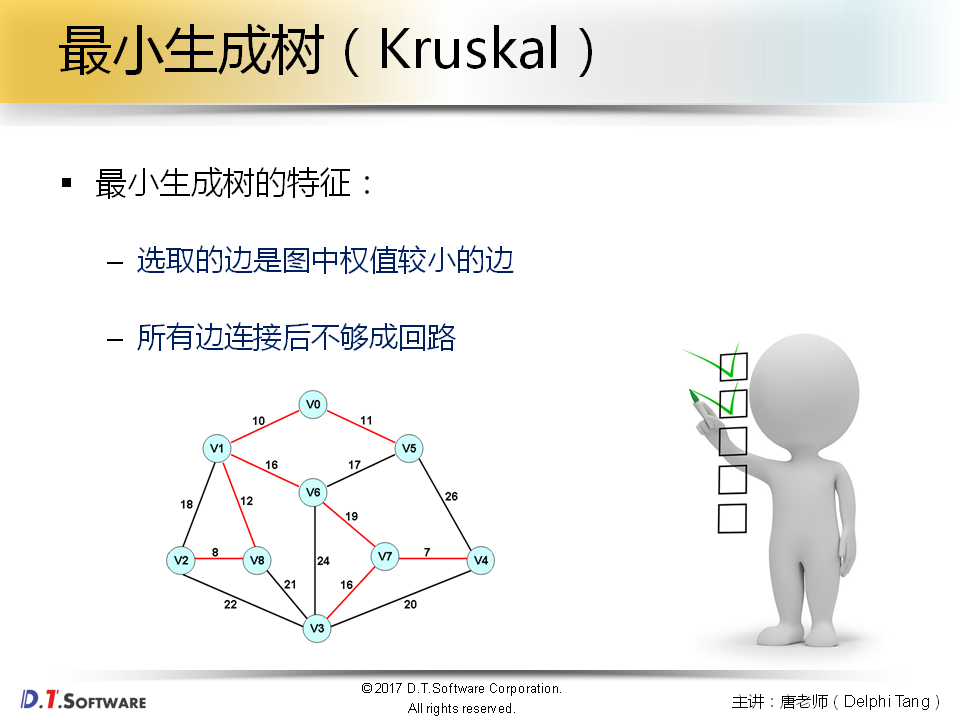 最小生成树（Kruskal）
▪ 最小生成树的特征：
– 选取的边是图中权值较小的边
– 所有边连接后不够成回路
V0
10
11
V1
V5
16
17
V6
18
12
26
19
V2
8
V8
24
V7
7
V4
21
16
22
20
V3
D.T.SOFTWARE
©2017 D.T.Software Corporation.
All rights reserved.
主讲：唐老师（Delphi Tang）